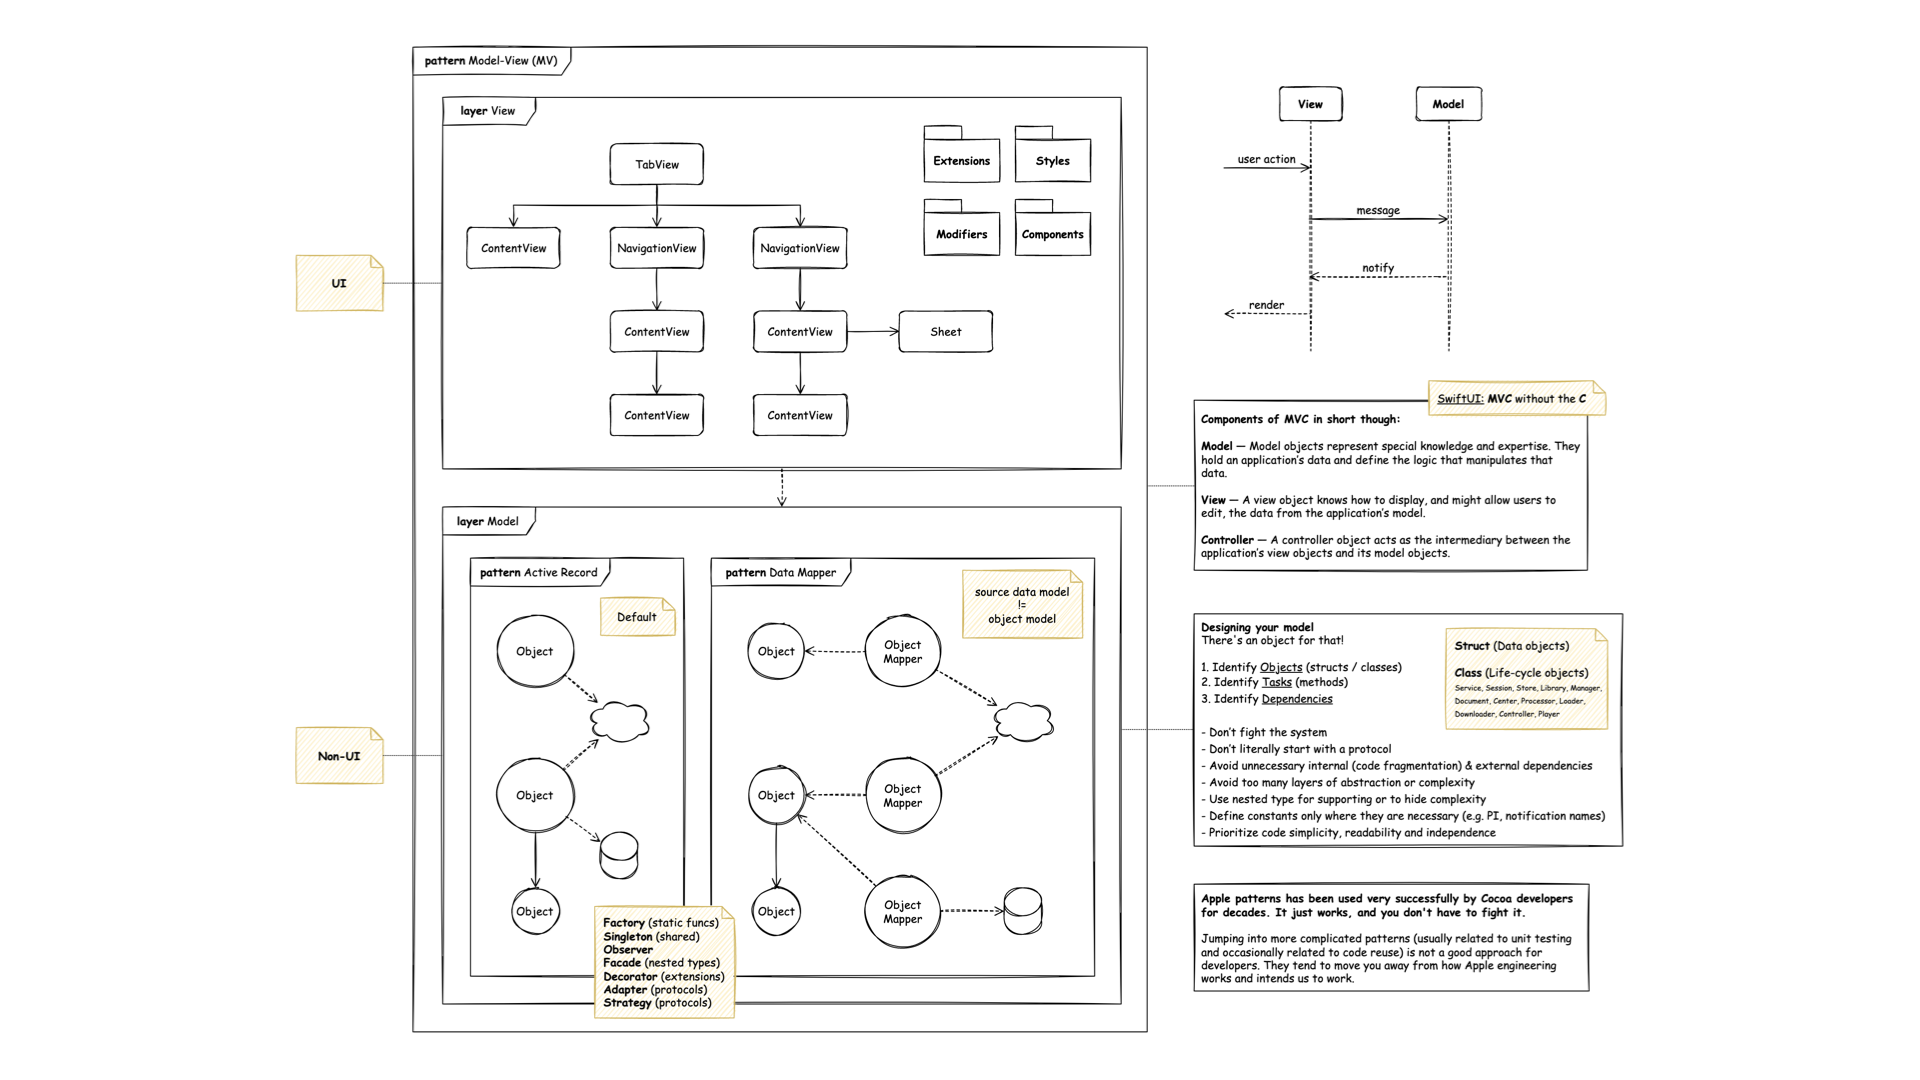 pattern Model-View (MV)
layer View
TabView
ContentView
NavigationView
NavigationView
ContentView
ContentView
Sheet
ContentView
ContentView
Extensions
Styles
Modifiers
Components
UI
layer Model
pattern Active Record
Default
Object
Object
Object
pattern Data Mapper
source data model
!=
object model
Object
Object
Mapper
Object
Object
Mapper
Object
Object
Mapper
Non-UI
Factory (static funcs)
Singleton (shared)
Observer
Facade (nested types)
Decorator (extensions)
Adapter (protocols)
Strategy (protocols)
View
Model
user action
message
notify
render
SwiftUI: MVC without the C
Components of MVC in short though:
Model — Model objects represent special knowledge and expertise. They
hold an application's data and define the logic that manipulates that
data.
View — A view object knows how to display, and might allow users to
edit, the data from the application's model.
Controller — A controller object acts as the intermediary between the
application's view objects and its model objects.
Designing your model
There's an object for that!
1. Identify Objects (structs / classes)
2. Identify Tasks (methods)
3. Identify Dependencies
- Don't fight the system
- Don't literally start with a protocol
- Avoid unnecessary internal (code fragmentation) & external dependencies
- Avoid too many layers of abstraction or complexity
- Use nested type for supporting or to hide complexity
- Define constants only where they are necessary (e.g. PI, notification names)
- Prioritize code simplicity, readability and independence
Struct (Data objects)
Class (Life-cycle objects)
Service, Session, Store, Library, Manager,
Document, Center, Processor, Loader,
Downloader, Controller, Player
Apple patterns has been used very successfully by Cocoa developers
for decades. It just works, and you don't have to fight it.
Jumping into more complicated patterns (usually related to unit testing
and occasionally related to code reuse) is not a good approach for
developers. They tend to move you away from how Apple engineering
works and intends us to work.